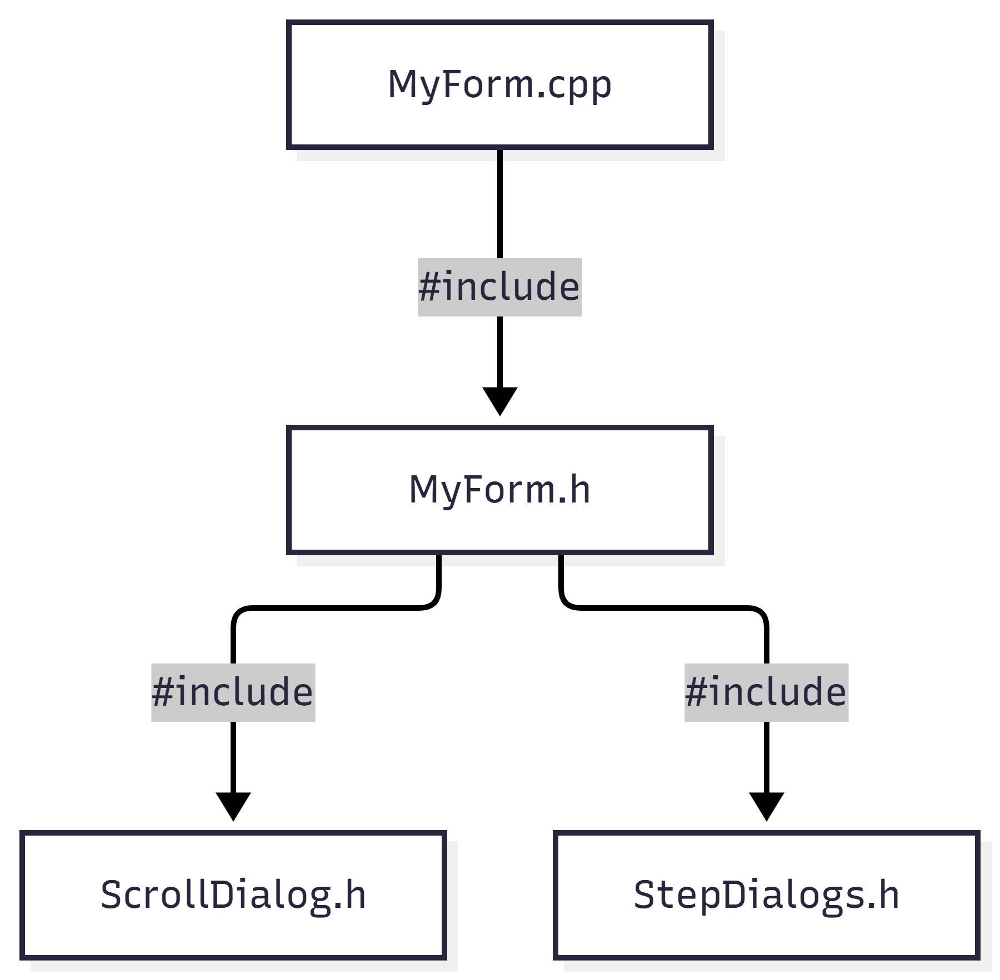 MyForm.cpp
#include
MyForm.h
#include
#include
ScrollDialog.h
StepDialogs.h